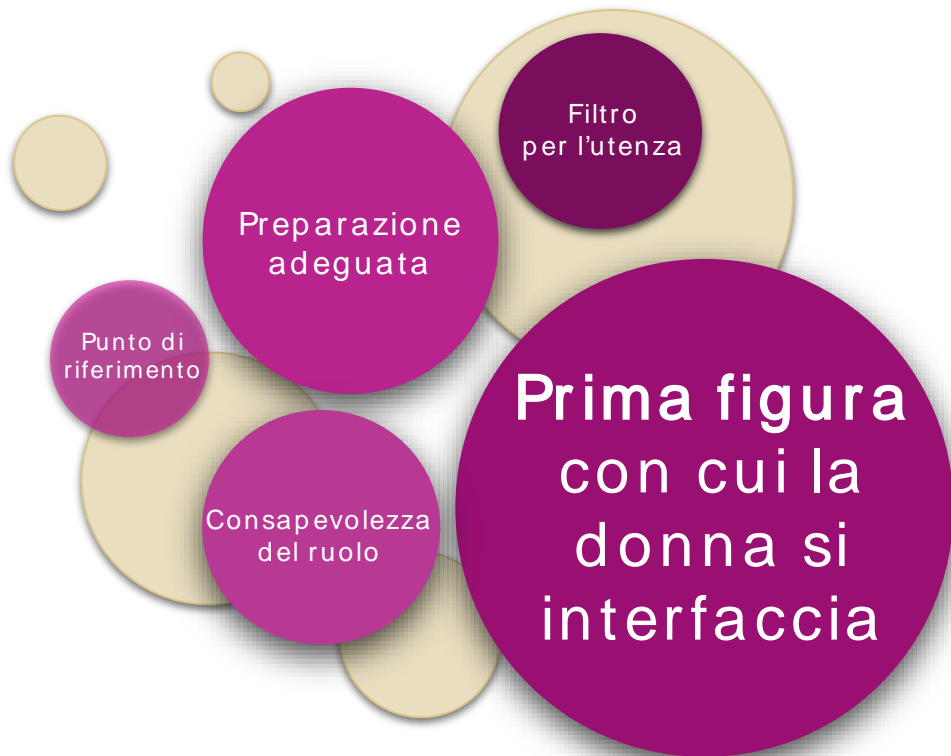 Filtro
per l’utenza
Preparazione
adeguata
Punto di
riferimento
Prima figura
con cui la
donna si
interfaccia
Consapevolezza
del ruolo